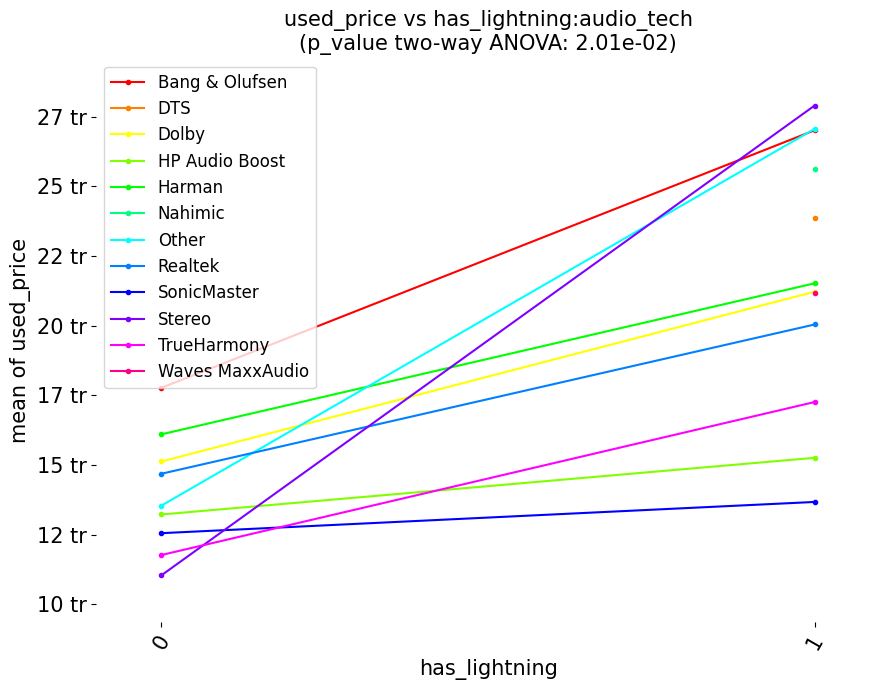 used_price vs has_lightning:audio_tech
(p_value two-way ANOVA: 2.01e-02)
Bang & Olufsen
DTS
Dolby
HP Audio Boost
Harman
Nahimic
Other
Realtek
SonicMaster
Stereo
TrueHarmony
Waves MaxxAudio
27 tr
25 tr
22 tr
20 tr
17 tr
15 tr
12 tr
10 tr
mean of used_price
0
1
has_lightning